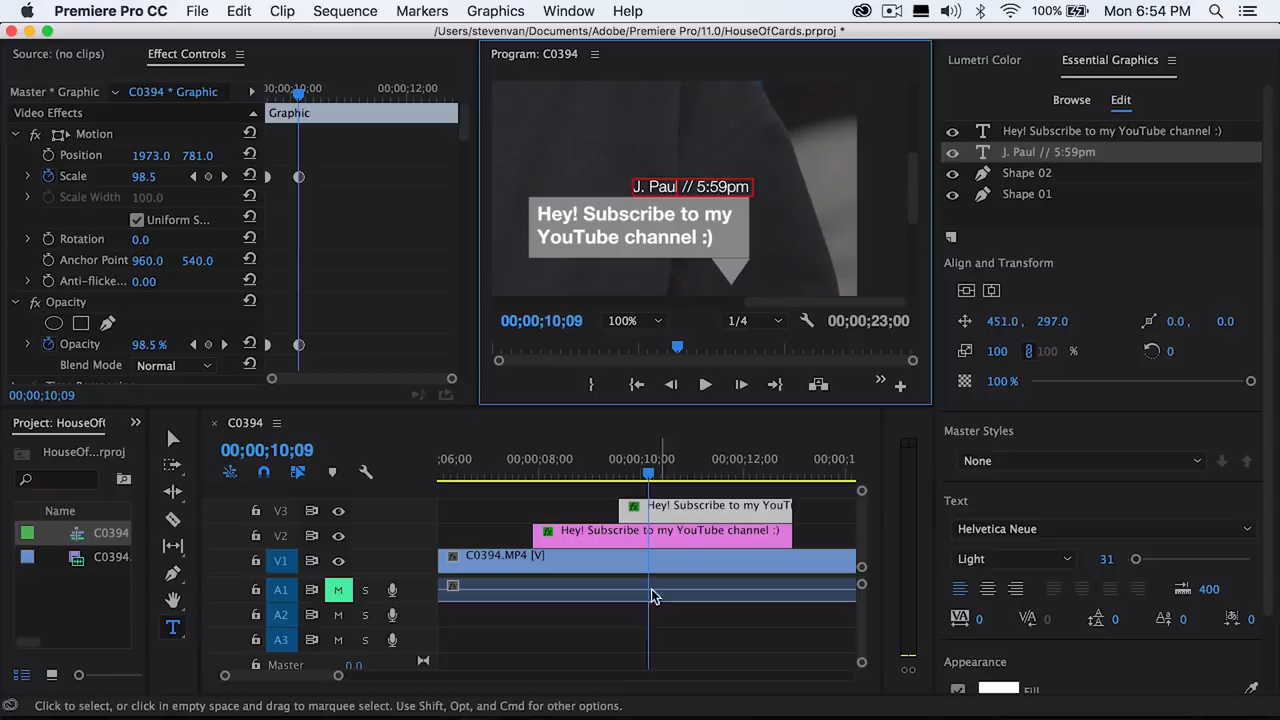 Premiere Pro CC File Edit Clip Sequence Markers Graphics Window Help 100% Mon 6:54 PM
/Users/stevenvan/Documents/Adobe/Premiere Pro/11.0/HouseOfCards.prproj *
Source: (no clips) Effect Controls
Master * Graphic C0394 * Graphic
00;00;10;00 00;00;12;00
Video Effects
Graphic
fx Motion
Position 1973.0 781.0
Scale 98.5
Scale Width 100.0
Uniform S...
Rotation 0.0
Anchor Point 960.0 540.0
Anti-flicke... 0.00
fx Opacity
Opacity 98.5 %
Blend Mode Normal
00;00;10;09
Program: C0394
J. Paul // 5:59pm
Hey! Subscribe to my
YouTube channel :)
00;00;10;09 100% 1/4 00;00;23;00
Lumetri Color Essential Graphics
Browse Edit
Hey! Subscribe to my YouTube channel :)
J. Paul // 5:59pm
Shape 02
Shape 01
Align and Transform
451.0 , 297.0 0.0 , 0.0
100 100 % 0
100 %
Master Styles
None
Text
Helvetica Neue
Light 31
400
VA 0 VA 0 0 0 0
Appearance
Fill
Project: HouseOf
HouseOf...rproj
Name
C0394
C0394.
C0394
00;00;10;09
;06;00 00;00;08;00 00;00;10;00 00;00;12;00 00;00;1
V3 fx Hey! Subscribe to my YouT
V2 fx Hey! Subscribe to my YouTube channel :)
V1 fx C0394.MP4 [V]
A1 M S fx
A2 M S
A3 M S
Master 0.0
S S
Click to select, or click in empty space and drag to marquee select. Use Shift, Opt, and Cmd for other options.